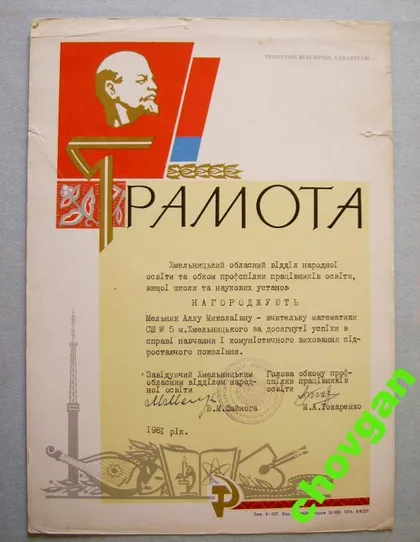 ПРОЛЕТАРІ ВСІХ КРАЇН, ЄДНАЙТЕСЯ!
ГРАМОТА
Хмельницький обласний відділ народної
освіти та обком профспілки працівників освіти,
вищої школи та наукових установ
НАГОРОДЖУЮТЬ
Мельник Аллу Миколаївну - вчительку математики
СШ № 5 м.Хмельницького за досягнуті успіхи в
справі навчання і комуністичного виховання під-
ростаючого покоління.
Завідуючий Хмельницьким
обласним відділом народ-
ної освіти
В.М.Шайнога
Голова обкому проф-
спілки працівників
освіти
М.А.Токаренко
1981 рік.
chovgan